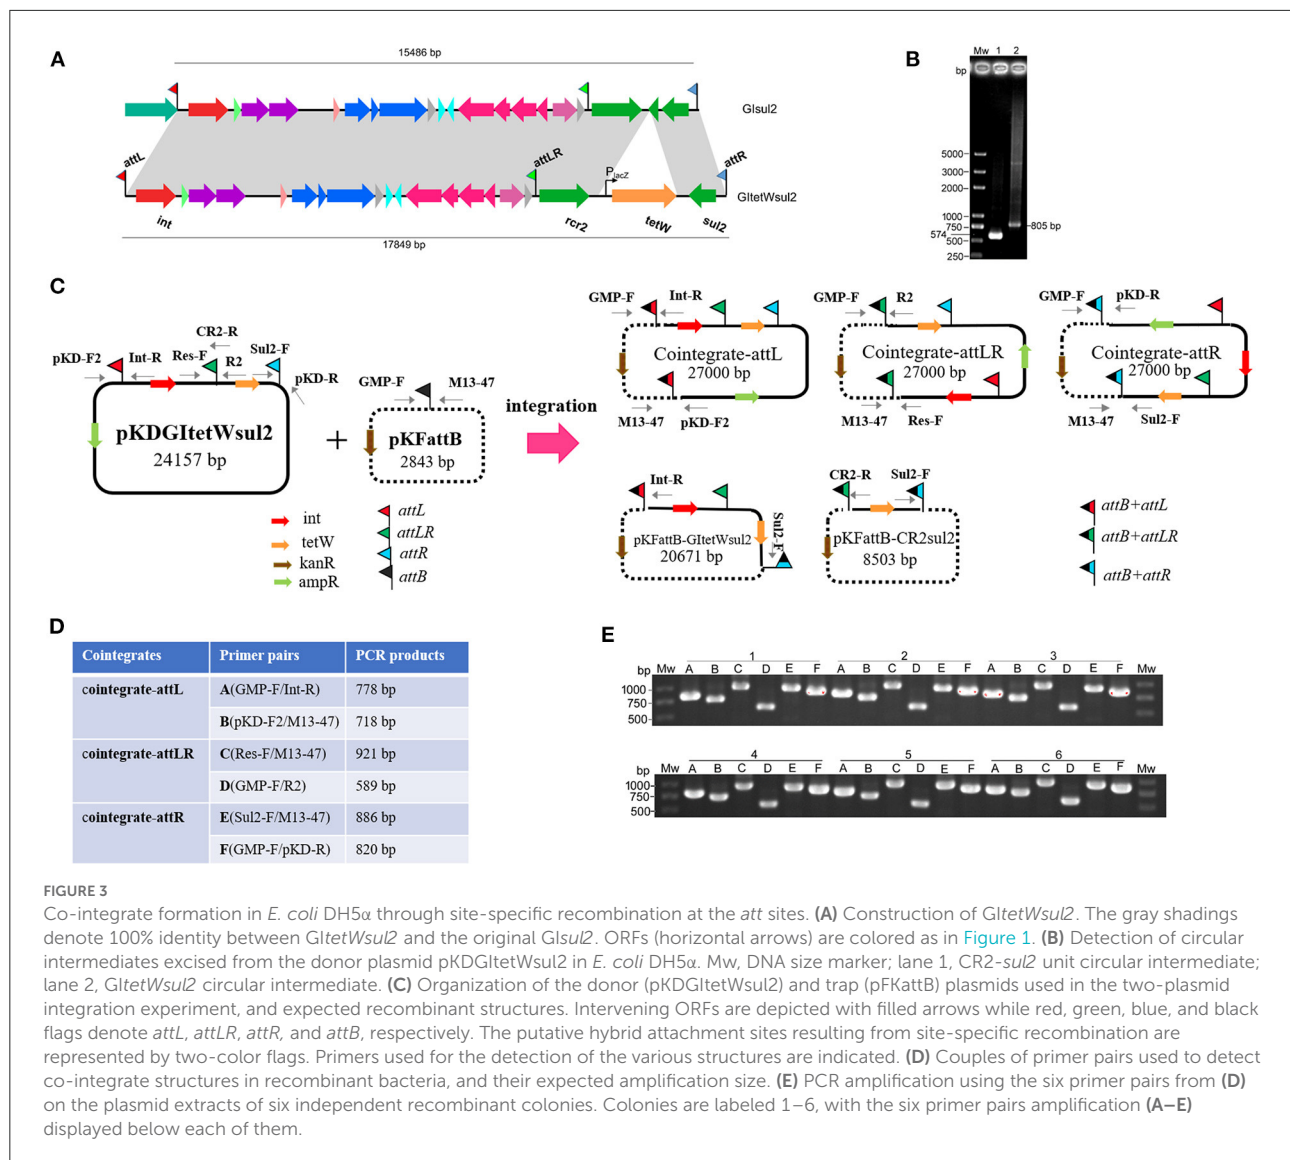 A
15486 bp
GIsul2
attL
attLR
PlacZ
attR
GItetWsul2
int
rcr2
tetW
sul2
17849 bp
B
Mw 1 2
bp
5000
3000
2000
1000
750
574
500
250
805 bp
C
CR2-R
pKD-F2
Int-R
Res-F
R2
Sul2-F
pKD-R
pKDGItetWsul2
24157 bp
GMP-F
M13-47
pKFattB
2843 bp
integration
GMP-F
Int-R
Cointegrate-attL
27000 bp
M13-47
pKD-F2
GMP-F
R2
Cointegrate-attLR
27000 bp
M13-47
Res-F
GMP-F
pKD-R
Cointegrate-attR
27000 bp
M13-47
Sul2-F
Int-R
pKFattB-GItetWsul2
20671 bp
Sul2-F
CR2-R
Sul2-F
pKFattB-CR2sul2
8503 bp
int
tetW
kanR
ampR
attL
attLR
attR
attB
attB+attL
attB+attLR
attB+attR
D
Cointegrates Primer pairs PCR products
cointegrate-attL A(GMP-F/Int-R) 778 bp
B(pKD-F2/M13-47) 718 bp
cointegrate-attLR C(Res-F/M13-47) 921 bp
D(GMP-F/R2) 589 bp
cointegrate-attR E(Sul2-F/M13-47) 886 bp
F(GMP-F/pKD-R) 820 bp
E
1 2 3
bp Mw A B C D E F A B C D E F A B C D E F Mw
1000
750
500
4 5 6
bp Mw A B C D E F A B C D E F A B C D E F Mw
1000
750
500
FIGURE 3
Co-integrate formation in E. coli DH5α through site-specific recombination at the att sites. (A) Construction of GItetWsul2. The gray shadings
denote 100% identity between GItetWsul2 and the original GIsul2. ORFs (horizontal arrows) are colored as in Figure 1. (B) Detection of circular
intermediates excised from the donor plasmid pKDGItetWsul2 in E. coli DH5α. Mw, DNA size marker; lane 1, CR2-sul2 unit circular intermediate;
lane 2, GItetWsul2 circular intermediate. (C) Organization of the donor (pKDGItetWsul2) and trap (pFKattB) plasmids used in the two-plasmid
integration experiment, and expected recombinant structures. Intervening ORFs are depicted with filled arrows while red, green, blue, and black
flags denote attL, attLR, attR, and attB, respectively. The putative hybrid attachment sites resulting from site-specific recombination are
represented by two-color flags. Primers used for the detection of the various structures are indicated. (D) Couples of primer pairs used to detect
co-integrate structures in recombinant bacteria, and their expected amplification size. (E) PCR amplification using the six primer pairs from (D)
on the plasmid extracts of six independent recombinant colonies. Colonies are labeled 1–6, with the six primer pairs amplification (A–E)
displayed below each of them.